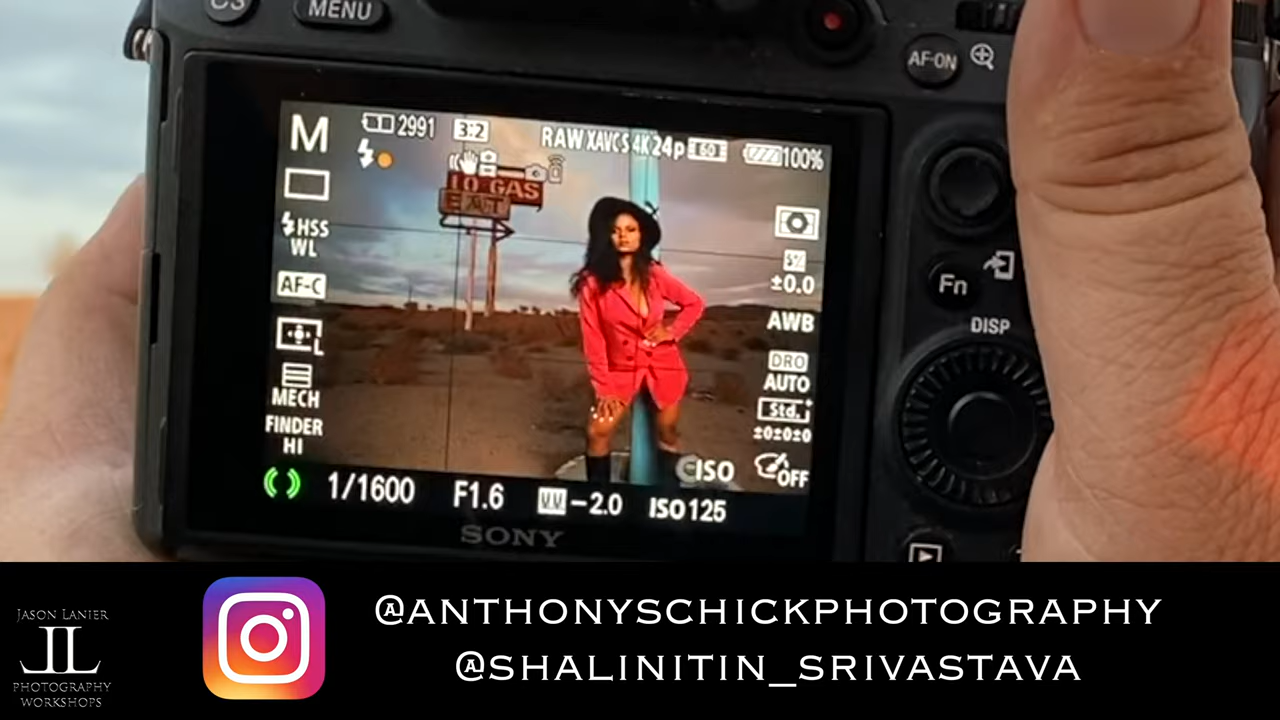 C3
MENU
AF-ON
M
2991
3:2
RAW XAVC S 4K 24p 60
100%
LO GAS
EAT
HSS
WL
±0.0
AF-C
AWB
L
DRO
AUTO
MECH
Std.
±0±0±0
FINDER
HI
ISO
OFF
1/1600
F1.6
-2.0
ISO125
SONY
Fn
DISP
JASON LANIER
JL
PHOTOGRAPHY
WORKSHOPS
@ANTHONYSCHICKPHOTOGRAPHY
@SHALINITIN_SRIVASTAVA